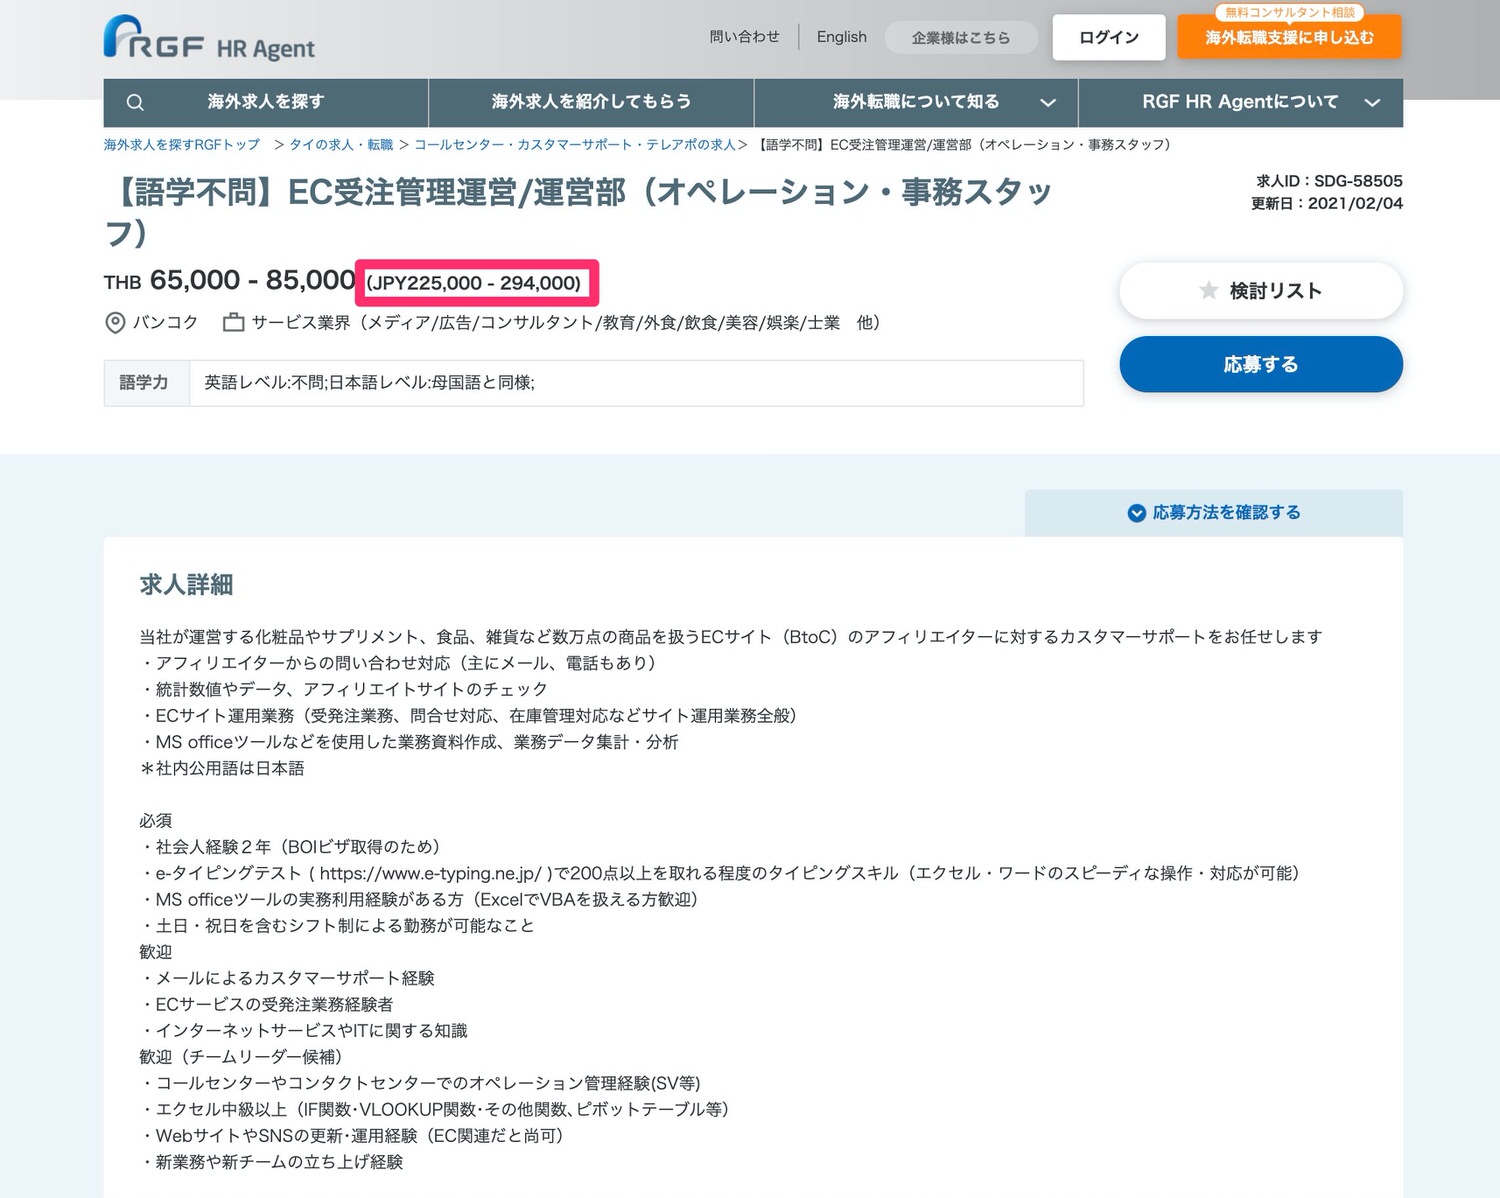 RGF HR Agent
問い合わせ
English
企業様はこちら
ログイン
無料コンサルタント相談
海外転職支援に申し込む
海外求人を探す
海外求人を紹介してもらう
海外転職について知る
RGF HR Agentについて
海外求人を探すRGFトップ > タイの求人・転職 > コールセンター・カスタマーサポート・テレアポの求人> 【語学不問】EC受注管理運営/運営部（オペレーション・事務スタッフ）
【語学不問】EC受注管理運営/運営部（オペレーション・事務スタッ
フ）
求人ID：SDG-58505
更新日：2021/02/04
THB 65,000 - 85,000 (JPY225,000 - 294,000)
バンコク サービス業界（メディア/広告/コンサルタント/教育/外食/飲食/美容/娯楽/士業　他）
検討リスト
応募する
語学力 英語レベル:不問;日本語レベル:母国語と同様;
応募方法を確認する
求人詳細
当社が運営する化粧品やサプリメント、食品、雑貨など数万点の商品を扱うECサイト（BtoC）のアフィリエイターに対するカスタマーサポートをお任せします
・アフィリエイターからの問い合わせ対応（主にメール、電話もあり）
・統計数値やデータ、アフィリエイトサイトのチェック
・ECサイト運用業務（受発注業務、問合せ対応、在庫管理対応などサイト運用業務全般）
・MS officeツールなどを使用した業務資料作成、業務データ集計・分析
＊社内公用語は日本語
必須
・社会人経験２年（BOIビザ取得のため）
・e-タイピングテスト ( https://www.e-typing.ne.jp/ )で200点以上を取れる程度のタイピングスキル（エクセル・ワードのスピーディな操作・対応が可能）
・MS officeツールの実務利用経験がある方（ExcelでVBAを扱える方歓迎）
・土日・祝日を含むシフト制による勤務が可能なこと
歓迎
・メールによるカスタマーサポート経験
・ECサービスの受発注業務経験者
・インターネットサービスやITに関する知識
歓迎（チームリーダー候補）
・コールセンターやコンタクトセンターでのオペレーション管理経験(SV等)
・エクセル中級以上（IF関数･VLOOKUP関数･その他関数､ピボットテーブル等）
・WebサイトやSNSの更新･運用経験（EC関連だと尚可）
・新業務や新チームの立ち上げ経験